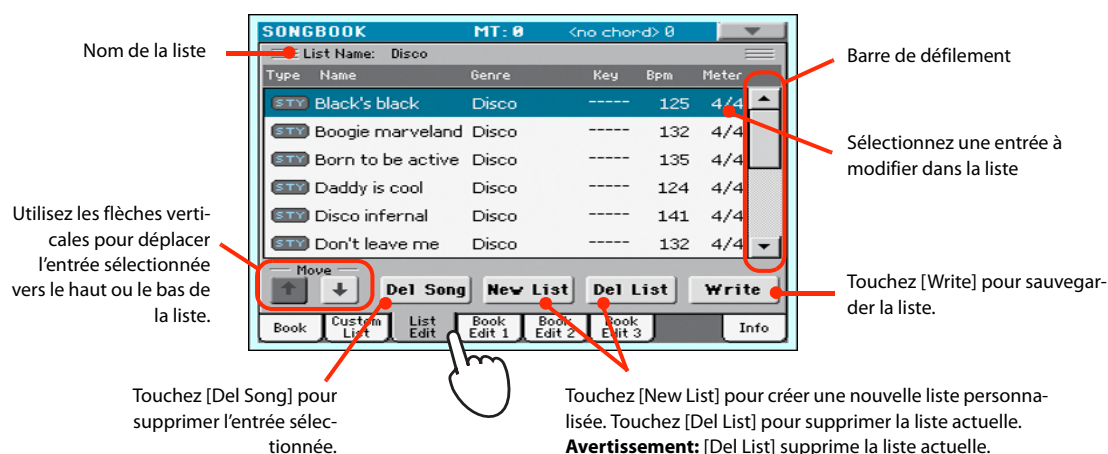 SONGBOOK MT: 0 <no chord> 0
Nom de la liste
List Name: Disco
Barre de défilement
Type Name Genre Key Bpm Meter
STY Black's black Disco ----- 125 4/4
STY Boogie marveland Disco ----- 132 4/4
STY Born to be active Disco ----- 135 4/4
STY Daddy is cool Disco ----- 124 4/4
STY Disco infernal Disco ----- 141 4/4
STY Don't leave me Disco ----- 132 4/4
Sélectionnez une entrée à
modifier dans la liste
Utilisez les flèches verti-
cales pour déplacer
l'entrée sélectionnée
vers le haut ou le bas de
la liste.
Move
Del Song New List Del List Write
Touchez [Write] pour sauvegar-
der la liste.
Book Custom List List Edit Book Edit 1 Book Edit 2 Book Edit 3 Info
Touchez [Del Song] pour
supprimer l'entrée sélec-
tionnée.
Touchez [New List] pour créer une nouvelle liste personna-
lisée. Touchez [Del List] pour supprimer la liste actuelle.
Avertissement: [Del List] supprime la liste actuelle.